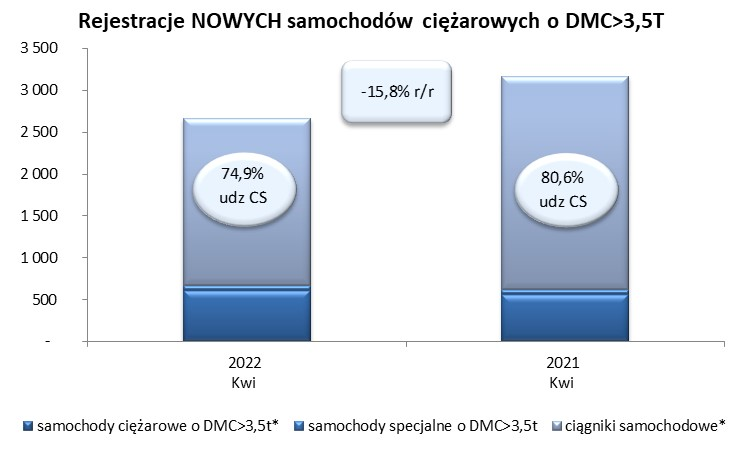 Rejestracje NOWYCH samochodów ciężarowych o DMC>3,5T
3 500
3 000
2 500
2 000
1 500
1 000
500
-
-15,8% r/r
74,9%
udz CS
80,6%
udz CS
2022
Kwi
2021
Kwi
samochody ciężarowe o DMC>3,5t*
samochody specjalne o DMC>3,5t
ciągniki samochodowe*